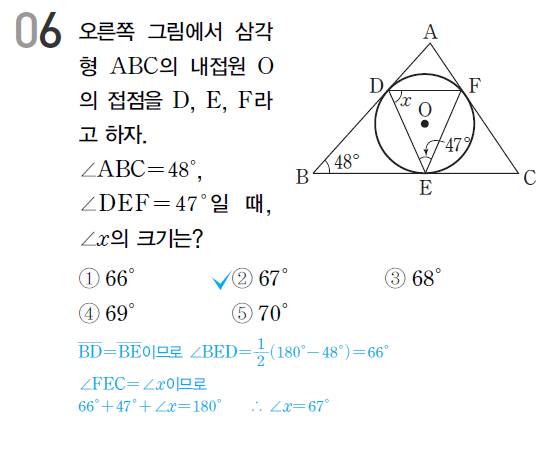 06 오른쪽 그림에서 삼각
형 ABC의 내접원 O
의 접점을 D, E, F라
고 하자.
∠ABC=48°,
∠DEF=47°일 때,
∠x의 크기는?
A
D
F
x
O
47°
48°
B
E
C
① 66° ② 67° ③ 68°
④ 69° ⑤ 70°
BD=BE이므로 ∠BED=1/2(180°-48°)=66°
∠FEC=∠x이므로
66°+47°+∠x=180° ∴ ∠x=67°